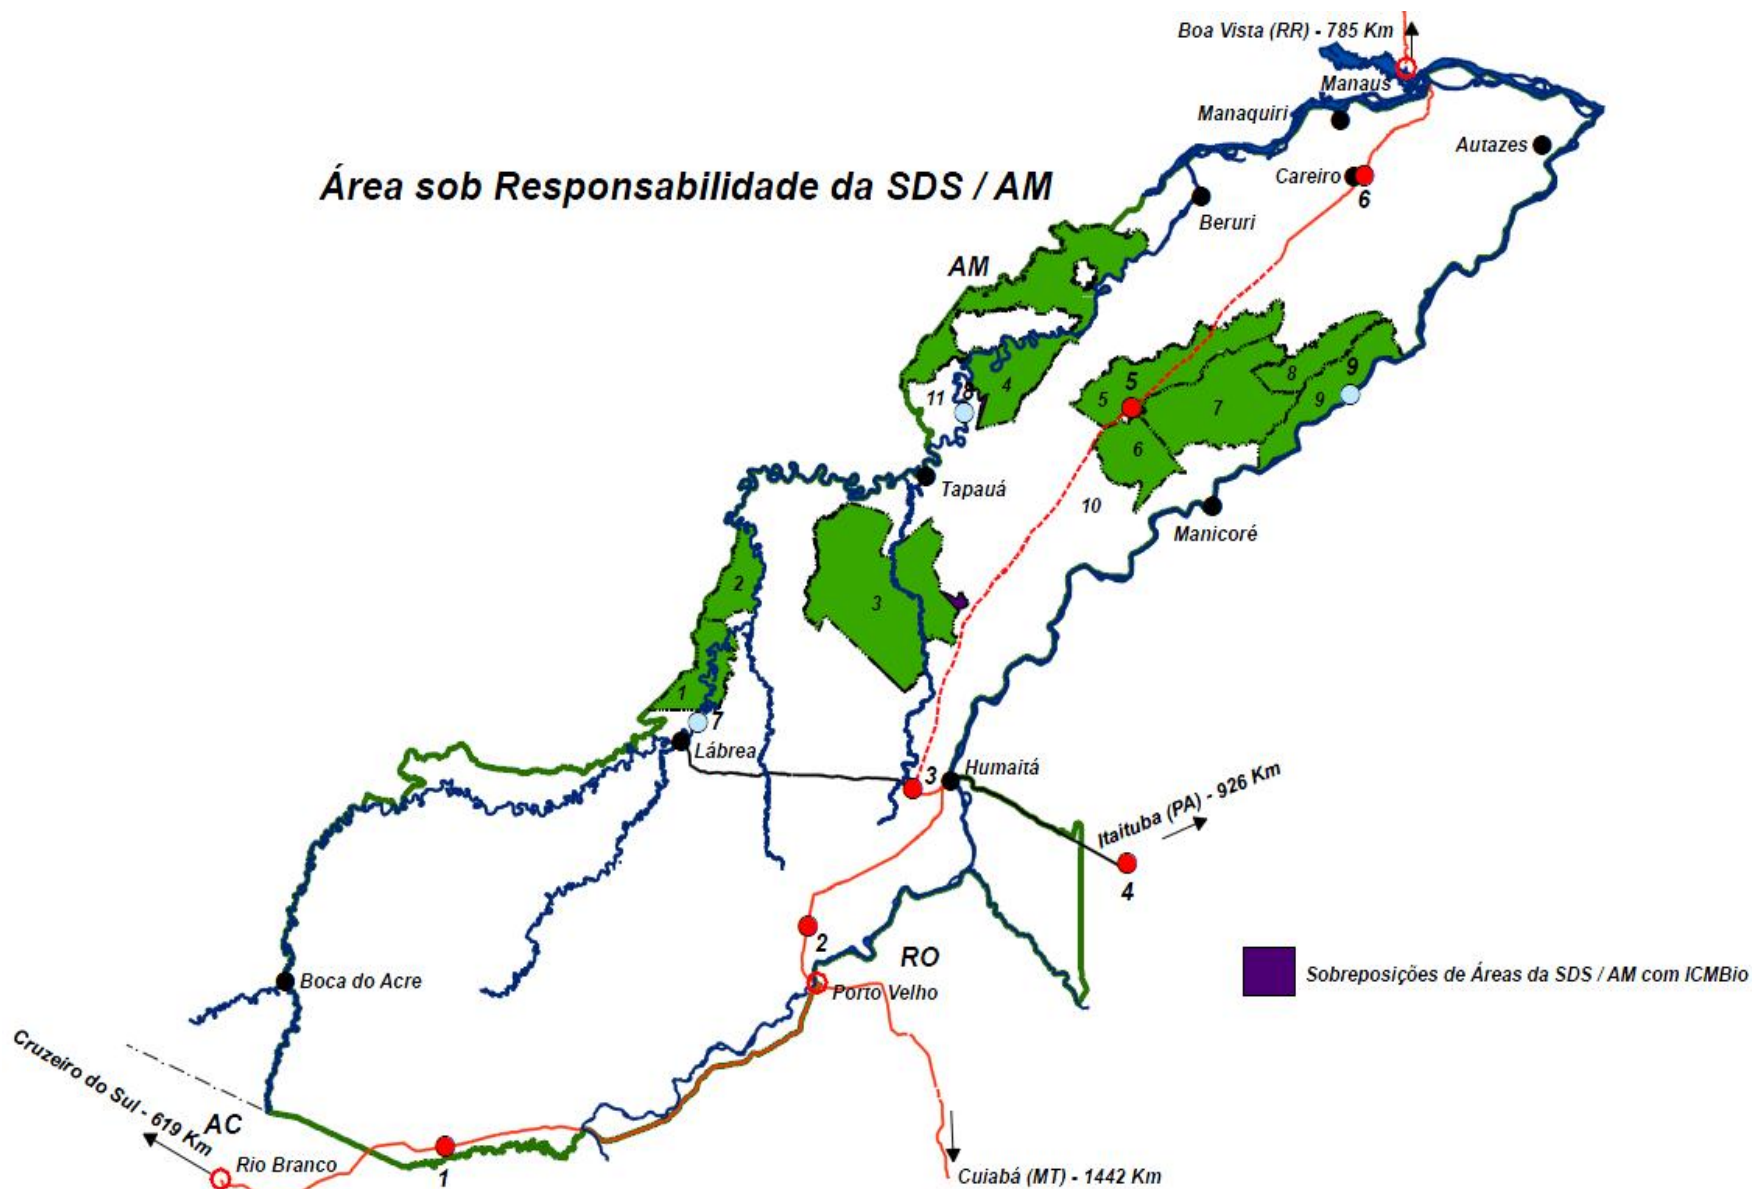 Boa Vista (RR) - 785 Km
Manaus
Manaquiri
Autazes
Careiro
6
Área sob Responsabilidade da SDS / AM
Beruri
AM
5
8
9
4
11
8
5
7
9
6
Tapauá
10
Manicoré
2
3
1
7
Lábrea
3
Humaitá
Itaituba (PA) - 926 Km
4
2
RO
Boca do Acre
Porto Velho
Sobreposições de Áreas da SDS / AM com ICMBio
Cruzeiro do Sul - 619 Km
AC
Rio Branco
1
Cuiabá (MT) - 1442 Km